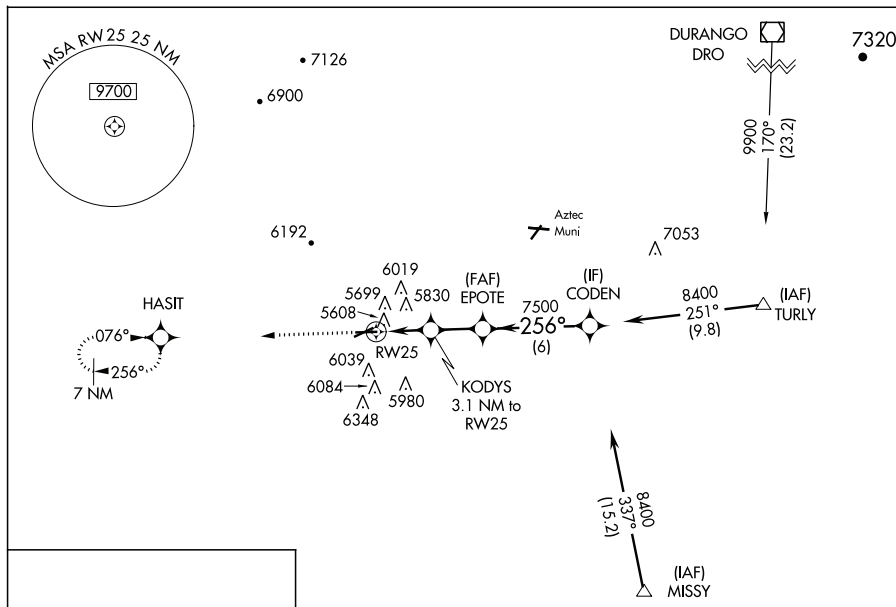 MSA RW25 25 NM
9700
7126
6900
DURANGO
DRO
7320
9900
170°
(23.2)
Aztec
Muni
7053
6192
6019
5699
5830
5608
(FAF)
EPOTE
7500
256°
(6)
(IF)
CODEN
8400
251°
(9.8)
(IAF)
TURLY
HASIT
076°
256°
7 NM
RW25
6039
6084
6348
5980
KODYS
3.1 NM to
RW25
8400
337°
(15.2)
(IAF)
MISSY